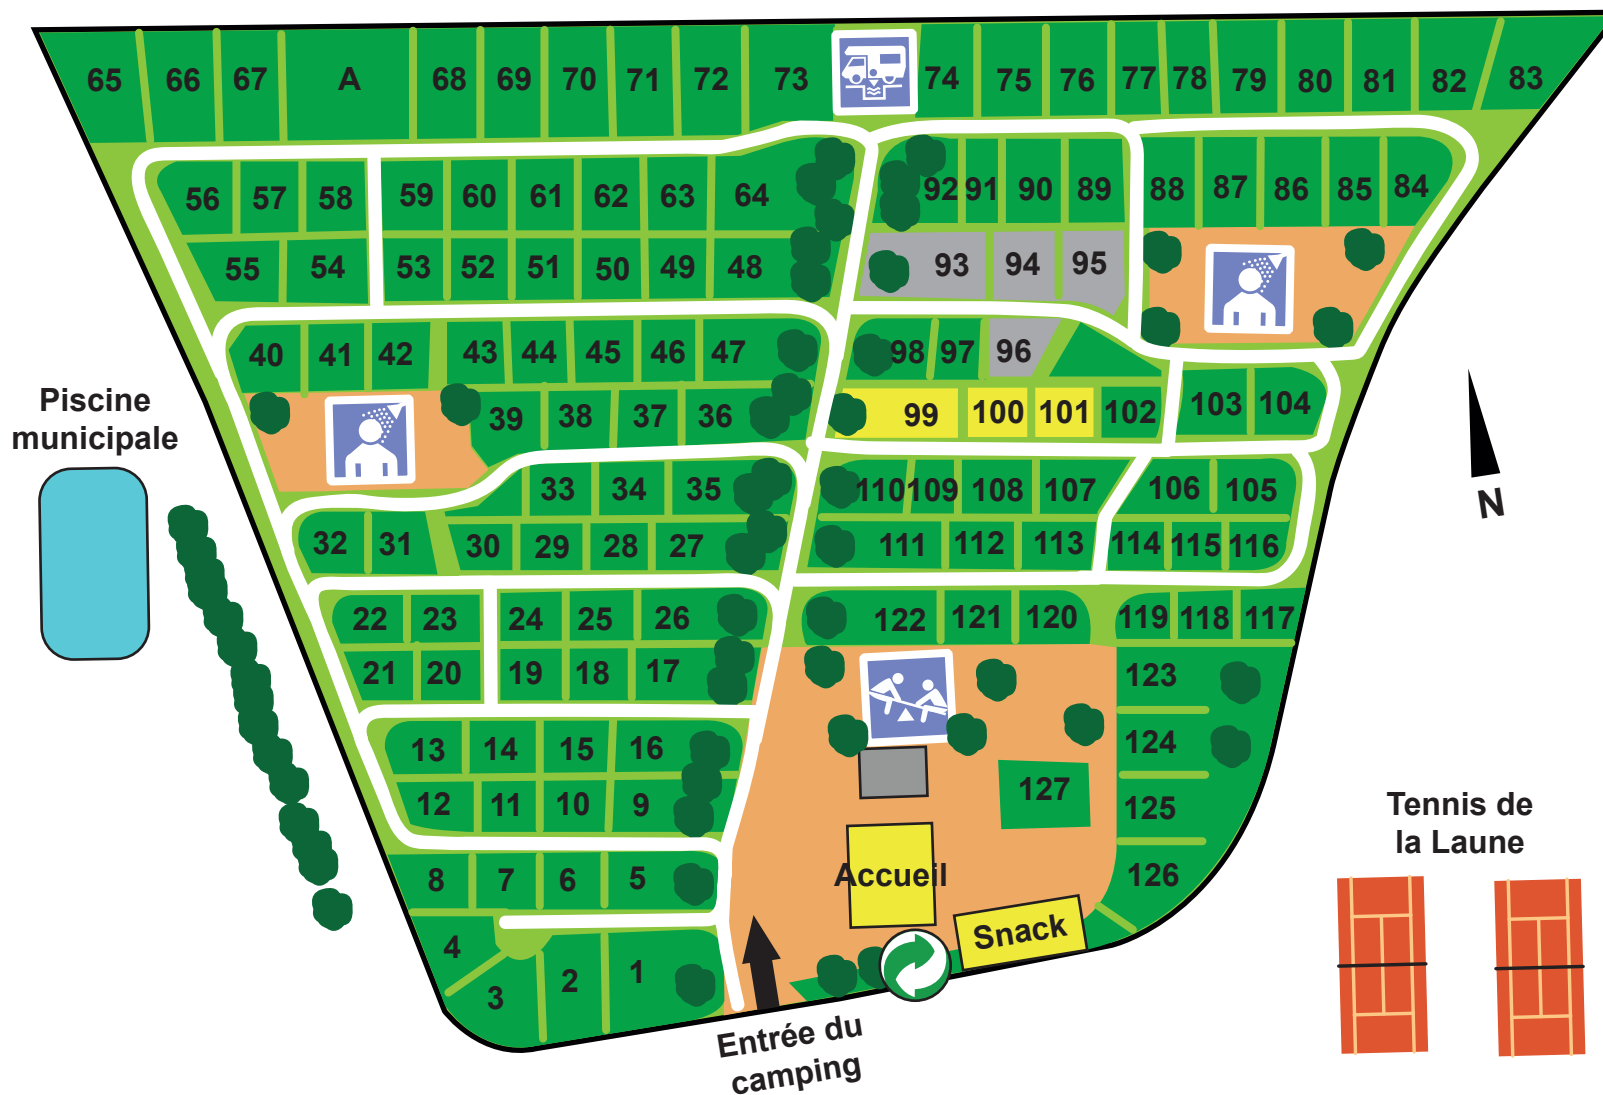 65 66 67 A 68 69 70 71 72 73 74 75 76 77 78 79 80 81 82 83
56 57 58 59 60 61 62 63 64 92 91 90 89 88 87 86 85 84
55 54 53 52 51 50 49 48 93 94 95
40 41 42 43 44 45 46 47 98 97 96
39 38 37 36 99 100 101 102 103 104
Piscine
municipale
33 34 35 110 109 108 107 106 105
N
32 31 30 29 28 27 111 112 113 114 115 116
22 23 24 25 26 122 121 120 119 118 117
21 20 19 18 17 123
13 14 15 16 124
12 11 10 9 127 125
Tennis de
la Laune
8 7 6 5 Accueil 126
4 Snack
3 2 1
Entrée du
camping